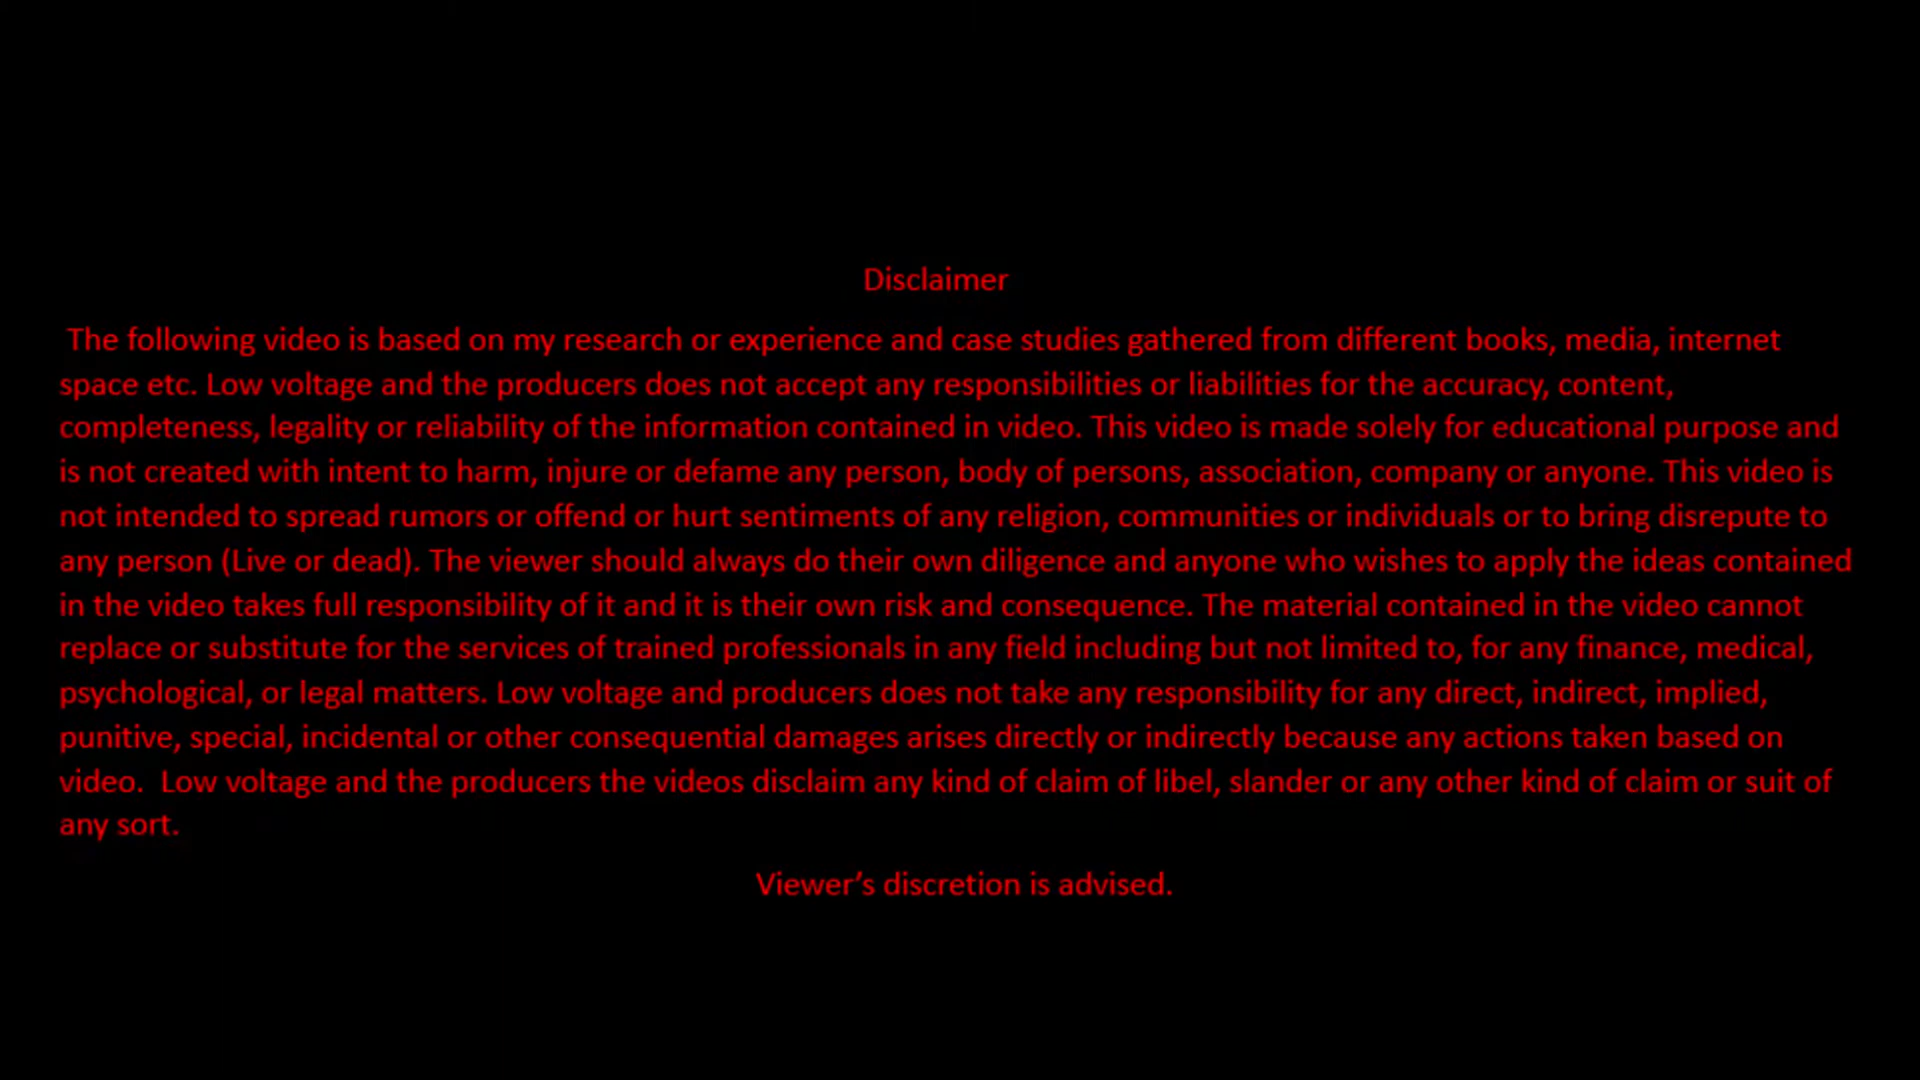 Disclaimer
The following video is based on my research or experience and case studies gathered from different books, media, internet
space etc. Low voltage and the producers does not accept any responsibilities or liabilities for the accuracy, content,
completeness, legality or reliability of the information contained in video. This video is made solely for educational purpose and
is not created with intent to harm, injure or defame any person, body of persons, association, company or anyone. This video is
not intended to spread rumors or offend or hurt sentiments of any religion, communities or individuals or to bring disrepute to
any person (Live or dead). The viewer should always do their own diligence and anyone who wishes to apply the ideas contained
in the video takes full responsibility of it and it is their own risk and consequence. The material contained in the video cannot
replace or substitute for the services of trained professionals in any field including but not limited to, for any finance, medical,
psychological, or legal matters. Low voltage and producers does not take any responsibility for any direct, indirect, implied,
punitive, special, incidental or other consequential damages arises directly or indirectly because any actions taken based on
video.  Low voltage and the producers the videos disclaim any kind of claim of libel, slander or any other kind of claim or suit of
any sort.
Viewer’s discretion is advised.